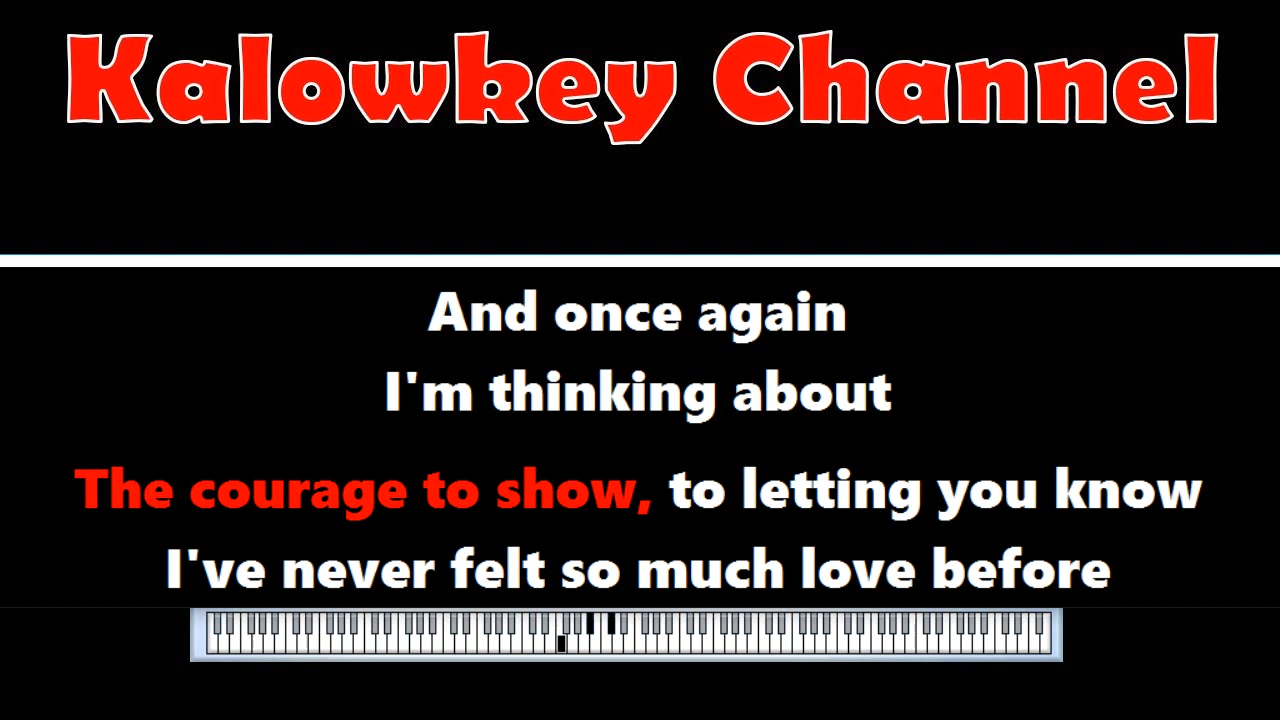 Kalowkey Channel
And once again
I'm thinking about
The courage to show, to letting you know
I've never felt so much love before